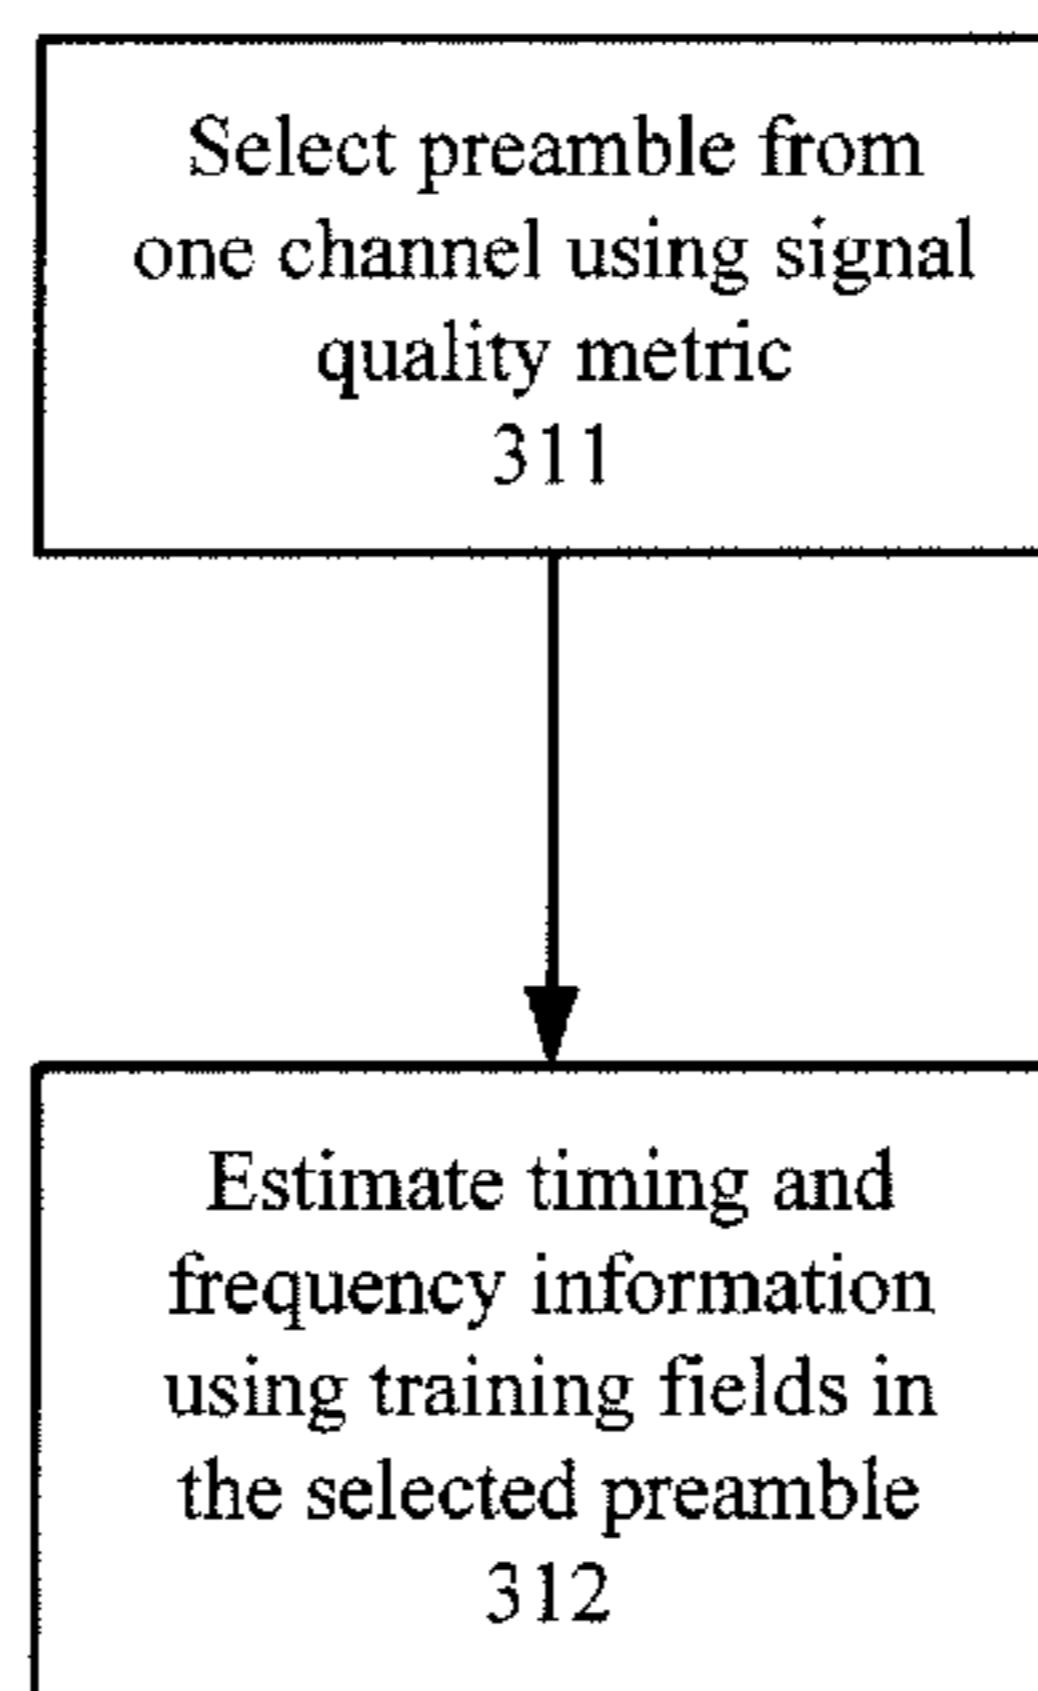 Select preamble from
one channel using signal
quality metric
311
Estimate timing and
frequency information
using training fields in
the selected preamble
312